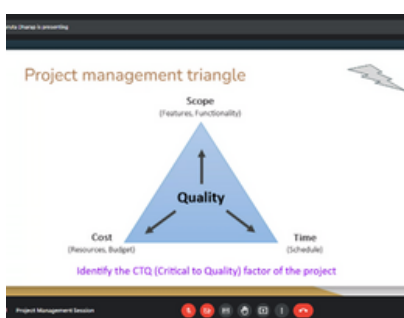 is presenting
Project management triangle
Scope
(Features, Functionality)
Quality
Cost
(Resources, Budget)
Time
(Schedule)
Identify the CTQ (Critical to Quality) factor of the project
Project Management Session